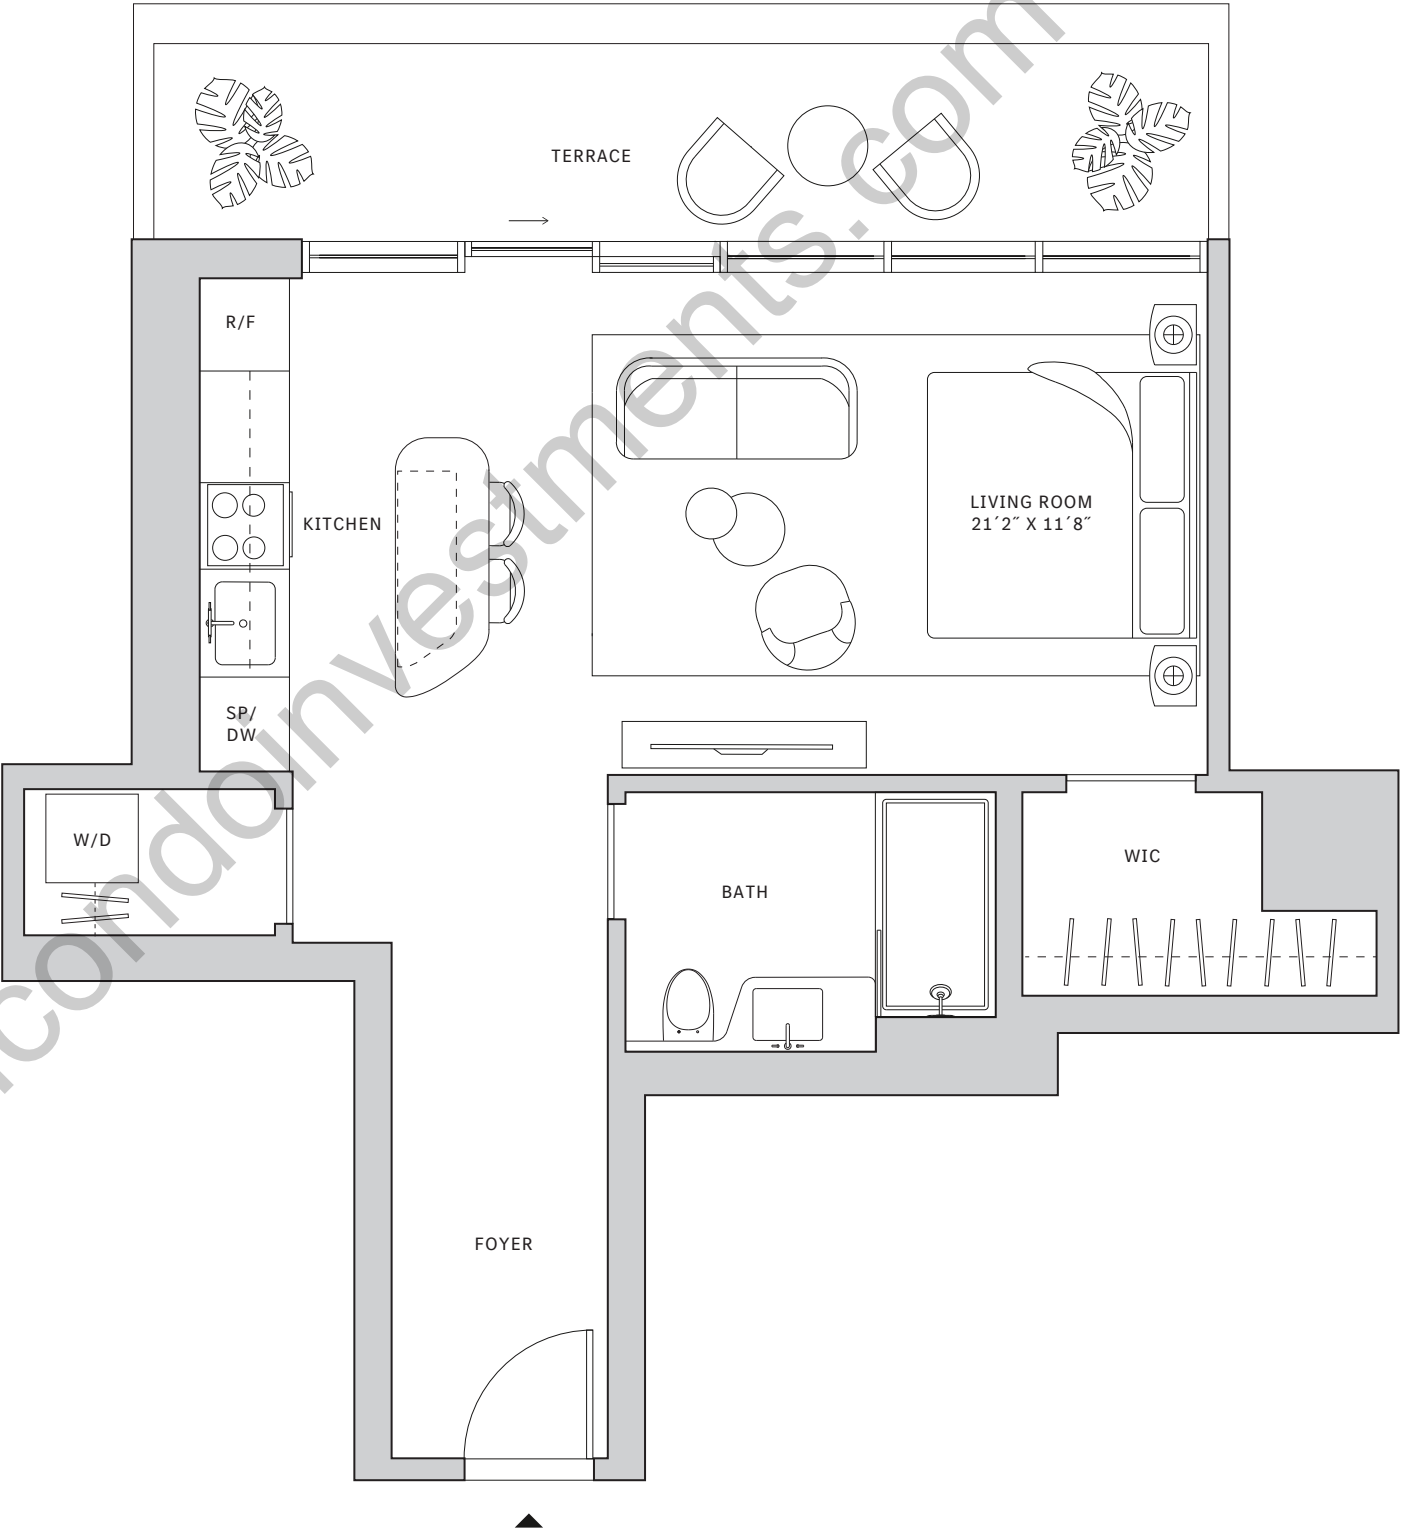 TERRACE
R/F
KITCHEN
LIVING ROOM
21´2˝ X 11´8˝
SP/
DW
W/D
BATH
WIC
FOYER
condoinvestments.com